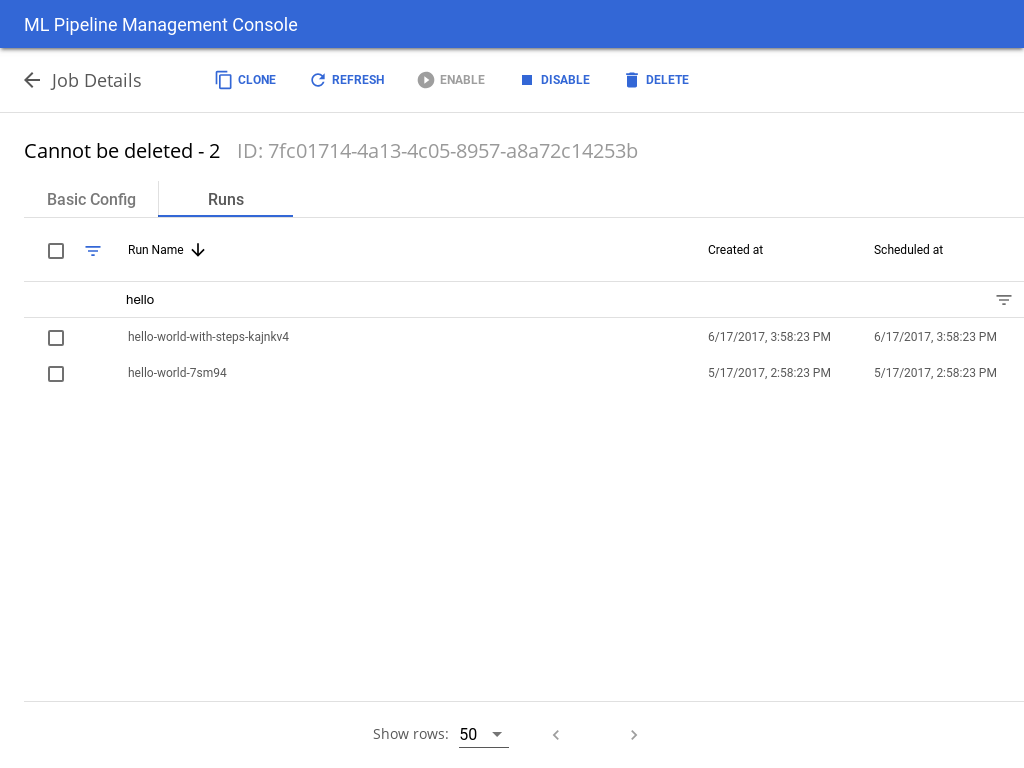 ML Pipeline Management Console
Job Details CLONE REFRESH ENABLE DISABLE DELETE
Cannot be deleted - 2 ID: 7fc01714-4a13-4c05-8957-a8a72c14253b
Basic Config Runs
Run Name Created at Scheduled at
hello
hello-world-with-steps-kajnkv4 6/17/2017, 3:58:23 PM 6/17/2017, 3:58:23 PM
hello-world-7sm94 5/17/2017, 2:58:23 PM 5/17/2017, 2:58:23 PM
Show rows: 50